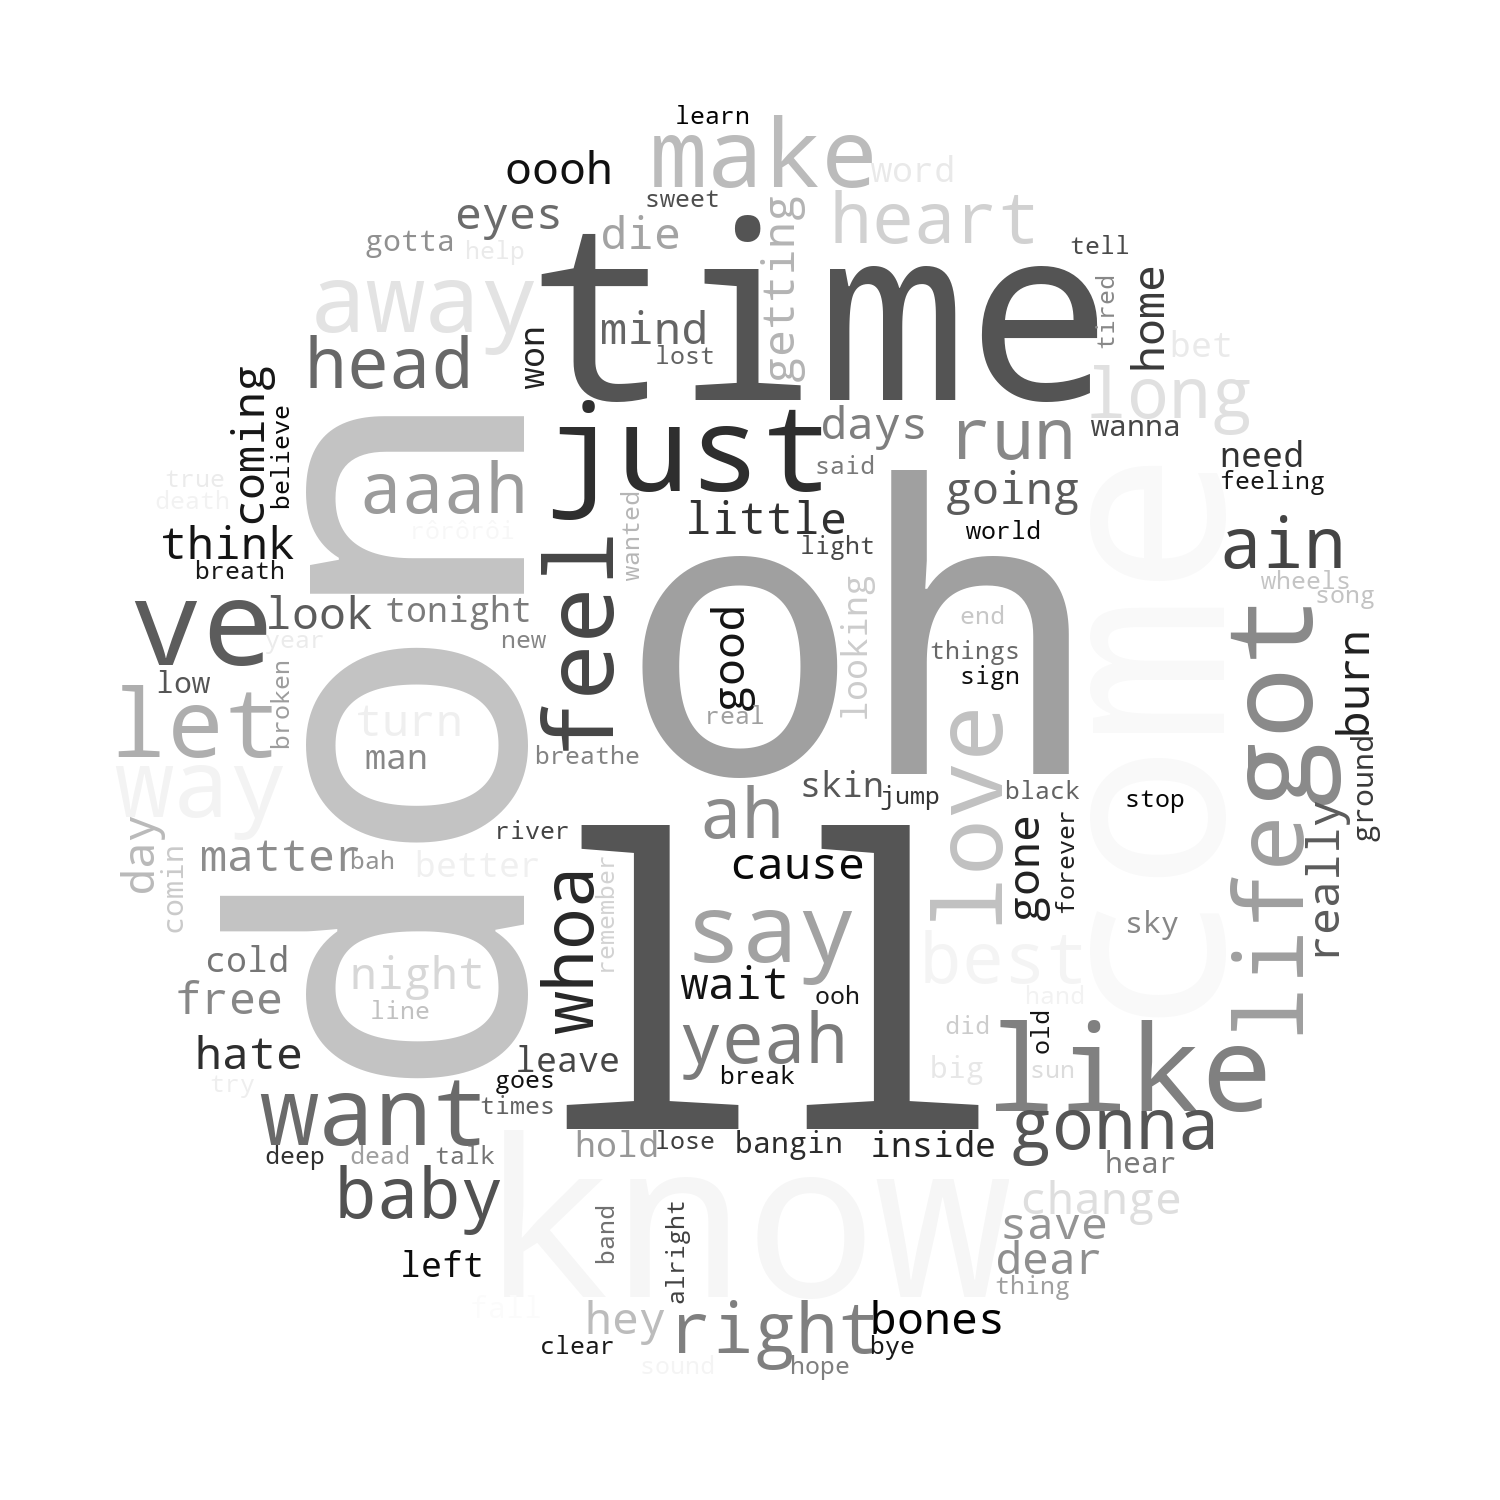 learn
make
oooh
word
sweet
eyes
heart
die
getting
gotta
help
tell
time
away
home
tired
mind
won
lost
head
bet
long
coming
believe
just
days
run
wanna
don
aaah
said
need
feeling
true
death
going
wanted
little
rôrôrôi
world
think
light
feel
oh
come
ain
breath
wheels
song
ve
look
tonight
looking
end
got
good
year
new
things
burn
low
broken
sign
let
turn
real
love
man
breathe
way
skin
jump
black
stop
ground
day
comin
river
ah
gone
forever
life
really
matter
bah
better
cause
ll
whoa
remember
say
sky
best
cold
night
wait
free
line
ooh
hand
did
old
yeah
like
hate
leave
big
sun
try
goes
break
want
times
gonna
hold
lose
bangin
inside
deep
dead
talk
hear
baby
know
change
band
alright
save
left
dear
thing
fall
hey
right
bones
clear
bye
sound
hope